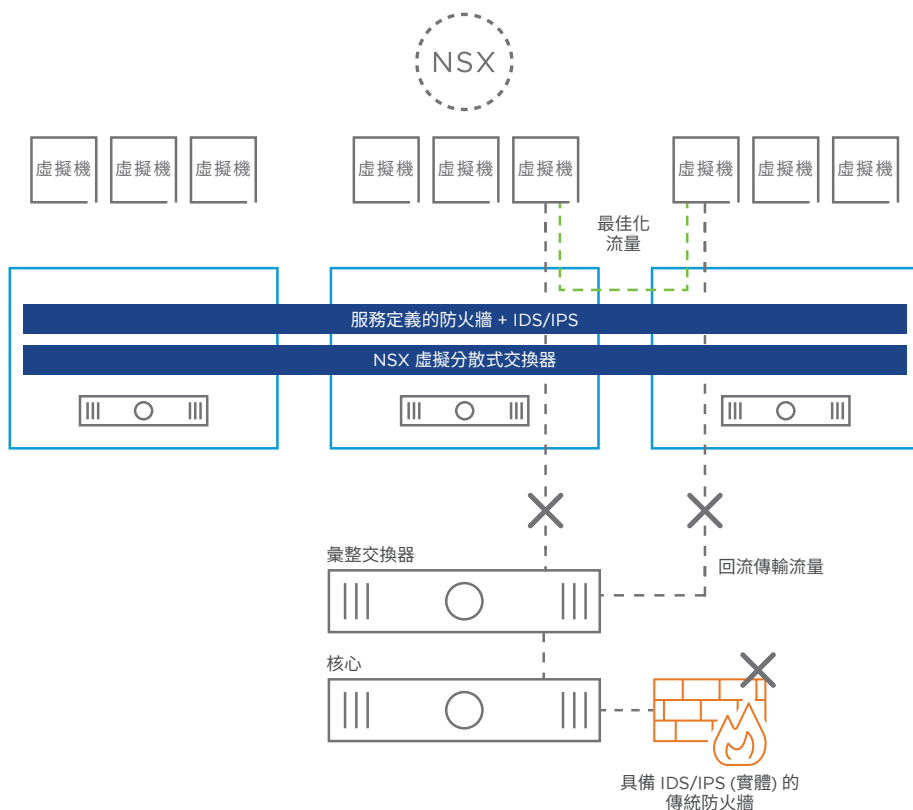 NSX
虛擬機 虛擬機 虛擬機 虛擬機 虛擬機 虛擬機 虛擬機 虛擬機 虛擬機
最佳化
流量
服務定義的防火牆 + IDS/IPS
NSX 虛擬分散式交換器
彙整交換器
回流傳輸流量
核心
具備 IDS/IPS (實體) 的
傳統防火牆